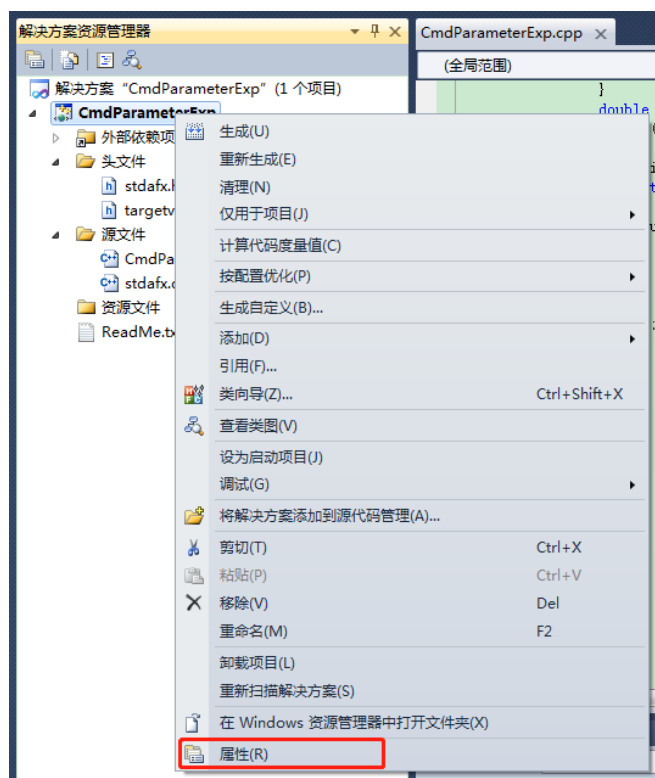 解决方案资源管理器
CmdParameterExp.cpp
(全局范围)
解决方案 "CmdParameterExp" (1 个项目)
CmdParameterExp
外部依赖项
头文件
stdafx.h
targetv
源文件
CmdPa
stdafx.c
资源文件
ReadMe.tx
}
double
生成(U)
重新生成(E)
清理(N)
仅用于项目(J)
计算代码度量值(C)
按配置优化(P)
生成自定义(B)...
添加(D)
引用(F)...
类向导(Z)... Ctrl+Shift+X
查看类图(V)
设为启动项目(J)
调试(G)
将解决方案添加到源代码管理(A)...
剪切(T) Ctrl+X
粘贴(P) Ctrl+V
移除(V) Del
重命名(M) F2
卸载项目(L)
重新扫描解决方案(S)
在 Windows 资源管理器中打开文件夹(X)
属性(R)